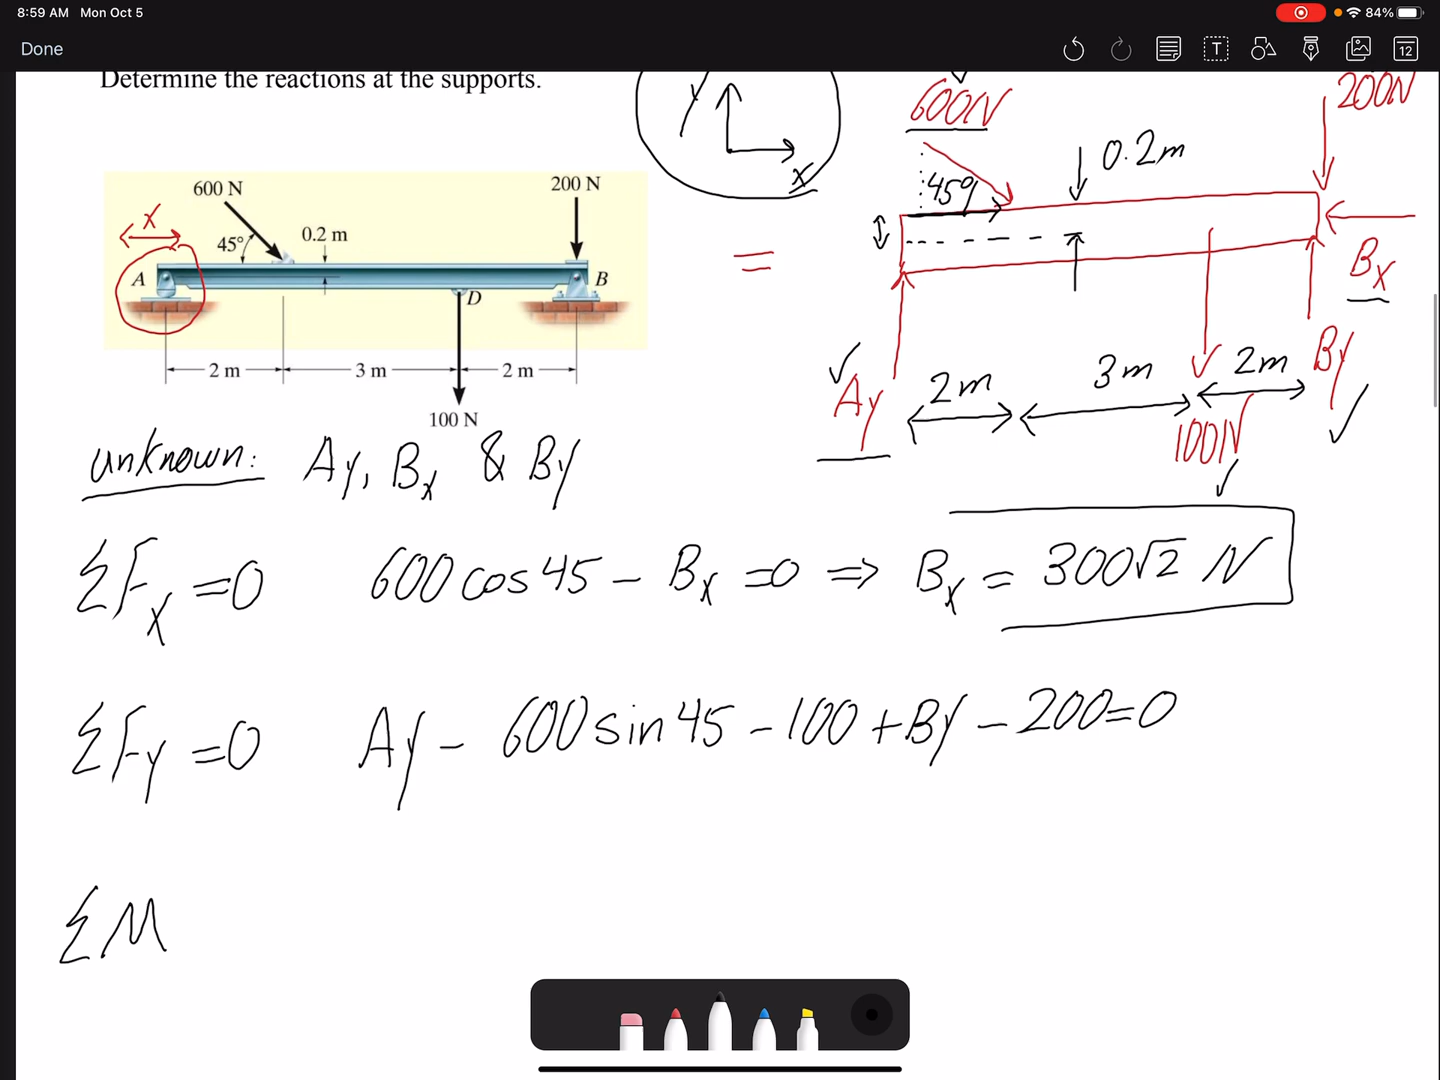 8:59 AM Mon Oct 5
84%
Done
T
12
Determine the reactions at the supports.
600 N
200 N
x
45°
0.2 m
A
B
D
2 m
3 m
2 m
100 N
y
x
=
600N
200N
45°
0.2m
Bx
Ay
2m
3m
2m
By
100N
unknown: Ay, Bx & By
ΣFx =0 600 cos 45 - Bx =0 => Bx = 300√2 N
ΣFy =0 Ay - 600 sin 45 - 100 + By - 200=0
ΣM